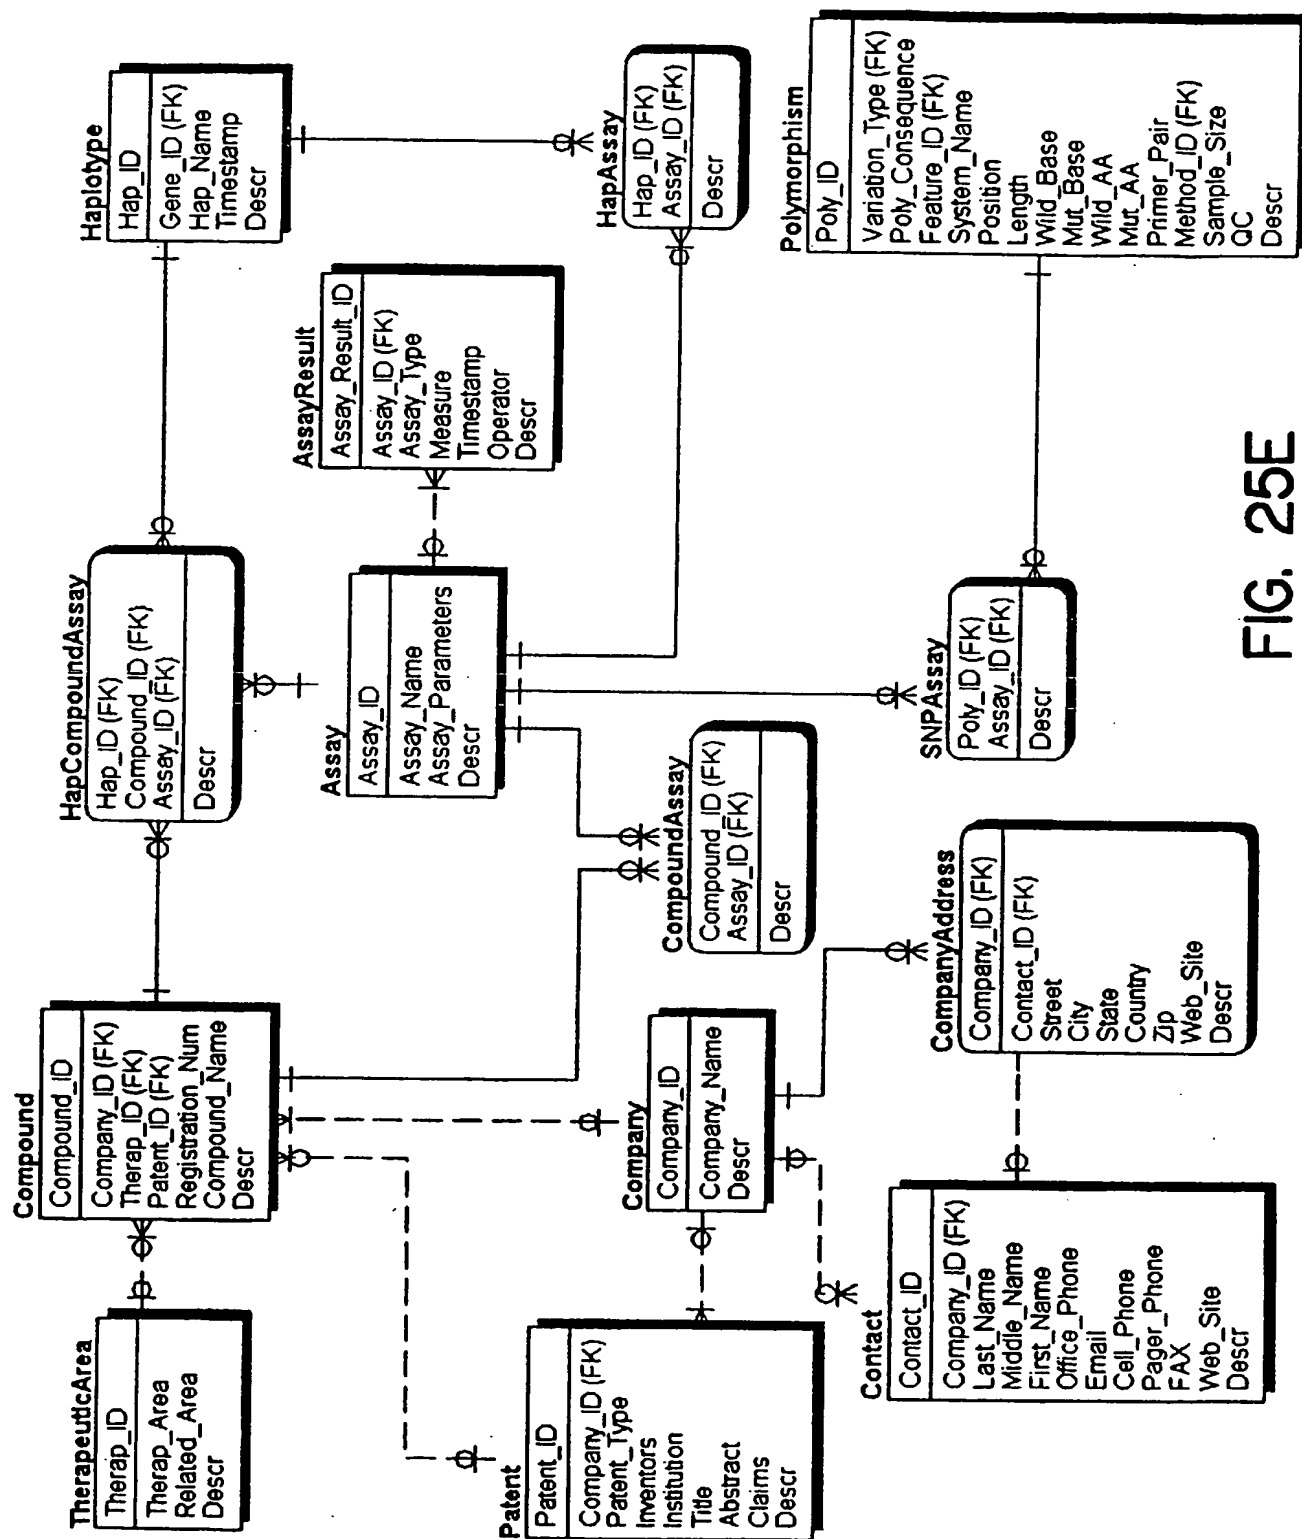 TherapeuticArea
Therap_ID
Therap_Area
Related_Area
Descr
Compound
Compound_ID
Company_ID (FK)
Therap_ID (FK)
Patent_ID (FK)
Registration_Num
Compound_Name
Descr
HapCompoundAssay
Hap_ID (FK)
Compound_ID (FK)
Assay_ID (FK)
Descr
Haplotype
Hap_ID
Gene_ID (FK)
Hap_Name
Timestamp
Descr
AssayResult
Assay_Result_ID
Assay_ID (FK)
Assay_Type
Measure
Timestamp
Operator
Descr
Assay
Assay_ID
Assay_Name
Assay_Parameters
Descr
HapAssay
Hap_ID (FK)
Assay_ID (FK)
Descr
Patent
Patent_ID
Company_ID (FK)
Patent_Type
Inventors
Institution
Title
Abstract
Claims
Descr
Company
Company_ID
Company_Name
Descr
CompoundAssay
Compound_ID (FK)
Assay_ID (FK)
Descr
Contact
Contact_ID
Company_ID (FK)
Last_Name
Middle_Name
First_Name
Office_Phone
Email
Cell_Phone
Pager_Phone
FAX
Web_Site
Descr
CompanyAddress
Company_ID (FK)
Contact_ID (FK)
Street
City
State
Country
Zip
Web_Site
Descr
SNPAssay
Poly_ID (FK)
Assay_ID (FK)
Descr
Polymorphism
Poly_ID
Variation_Type (FK)
Poly_Consequence
Feature_ID (FK)
System_Name
Position
Length
Wild_Base
Mut_Base
Wild_AA
Mut_AA
Primer_Pair
Method_ID (FK)
Sample_Size
QC
Descr
FIG. 25E